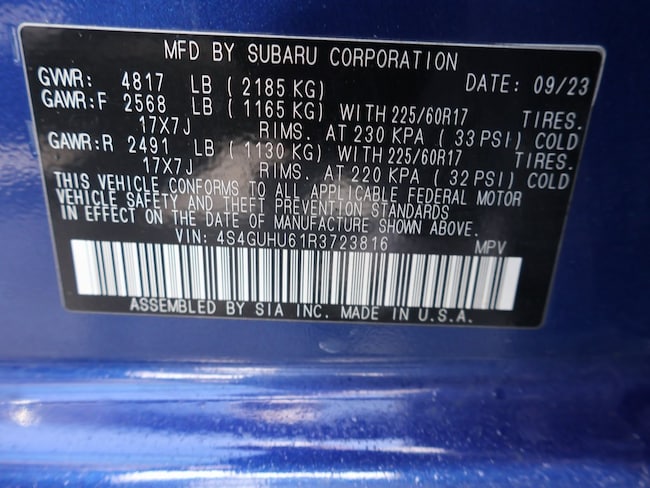 MFD BY SUBARU CORPORATION
GVWR: 4817 LB (2185 KG) DATE: 09/23
GAWR:F 2568 LB (1165 KG) WITH 225/60R17 TIRES.
17X7J RIMS. AT 230 KPA (33 PSI) COLD
GAWR:R 2491 LB (1130 KG) WITH 225/60R17 TIRES.
17X7J RIMS. AT 220 KPA (32 PSI) COLD
THIS VEHICLE CONFORMS TO ALL APPLICABLE FEDERAL MOTOR
VEHICLE SAFETY AND THEFT PREVENTION STANDARDS
IN EFFECT ON THE DATE OF MANUFACTURE SHOWN ABOVE.
VIN: 4S4GUHU61R3723816 MPV
ASSEMBLED BY SIA INC. MADE IN U.S.A.